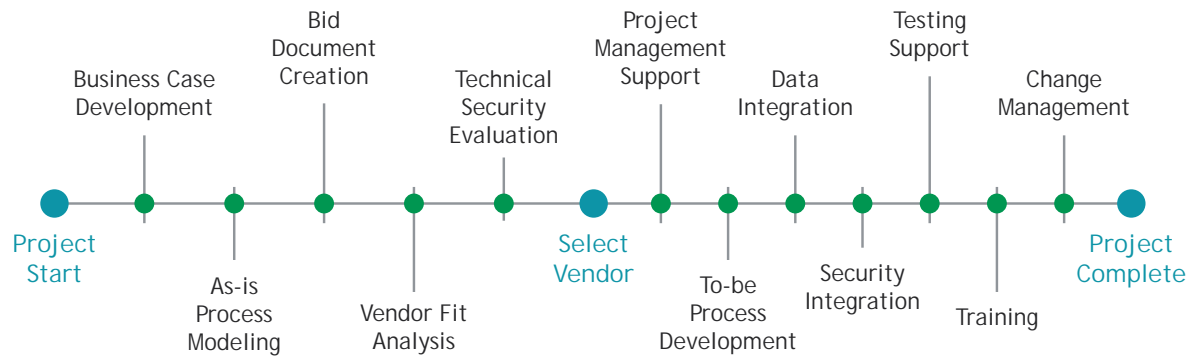 Project
Start
Business Case
Development
As-is
Process
Modeling
Bid
Document
Creation
Vendor Fit
Analysis
Technical
Security
Evaluation
Select
Vendor
Project
Management
Support
To-be
Process
Development
Data
Integration
Security
Integration
Testing
Support
Training
Change
Management
Project
Complete